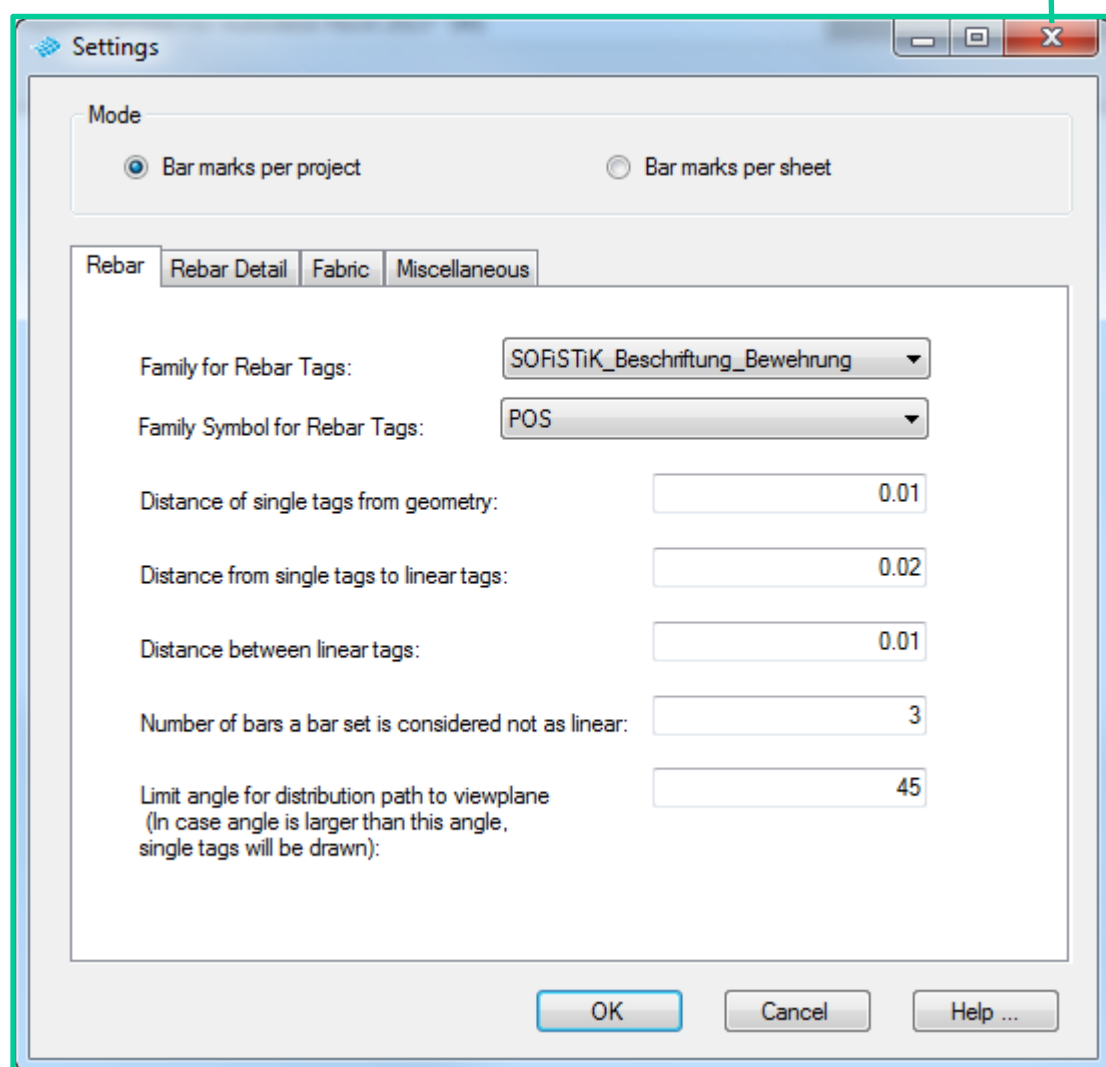 Settings
Mode
Bar marks per project Bar marks per sheet
Rebar Rebar Detail Fabric Miscellaneous
Family for Rebar Tags: SOFiSTiK_Beschriftung_Bewehrung
Family Symbol for Rebar Tags: POS
Distance of single tags from geometry: 0.01
Distance from single tags to linear tags: 0.02
Distance between linear tags: 0.01
Number of bars a bar set is considered not as linear: 3
Limit angle for distribution path to viewplane 45
(In case angle is larger than this angle,
single tags will be drawn):
OK Cancel Help ...